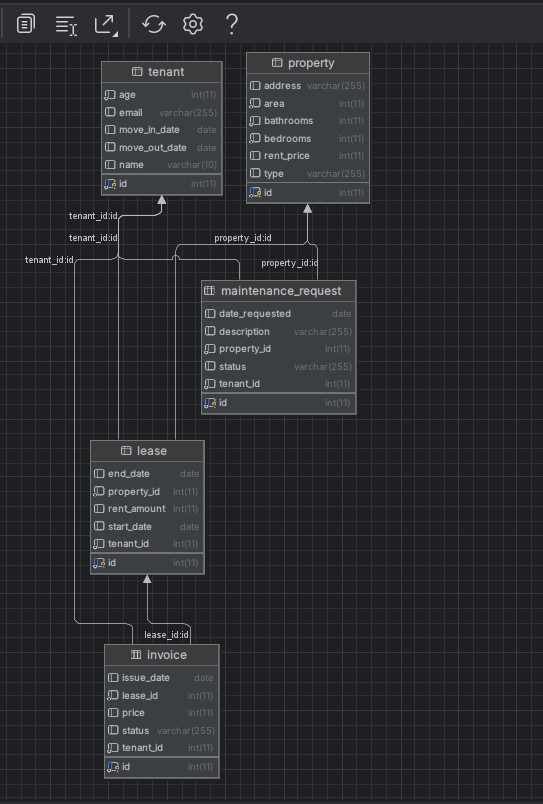 ?
tenant
age int(11)
email varchar(255)
move_in_date date
move_out_date date
name varchar(10)
id int(11)
property
address varchar(255)
area int(11)
bathrooms int(11)
bedrooms int(11)
rent_price int(11)
type varchar(255)
id int(11)
tenant_id:id
tenant_id:id
property_id:id
tenant_id:id
property_id:id
maintenance_request
date_requested date
description varchar(255)
property_id int(11)
status varchar(255)
tenant_id int(11)
id int(11)
lease
end_date date
property_id int(11)
rent_amount int(11)
start_date date
tenant_id int(11)
id int(11)
lease_id:id
invoice
issue_date date
lease_id int(11)
price int(11)
status varchar(255)
tenant_id int(11)
id int(11)